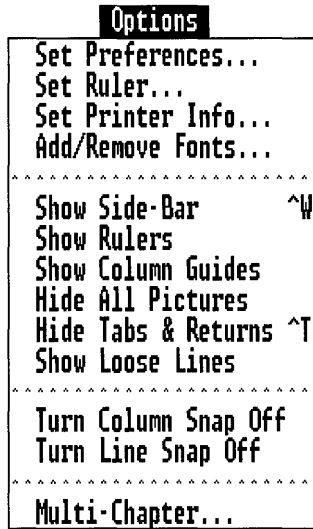 Options
Set Preferences...
Set Ruler...
Set Printer Info...
Add/Remove Fonts...
Show Side-Bar ^W
Show Rulers
Show Column Guides
Hide All Pictures
Hide Tabs & Returns ^T
Show Loose Lines
Turn Column Snap Off
Turn Line Snap Off
Multi-Chapter...